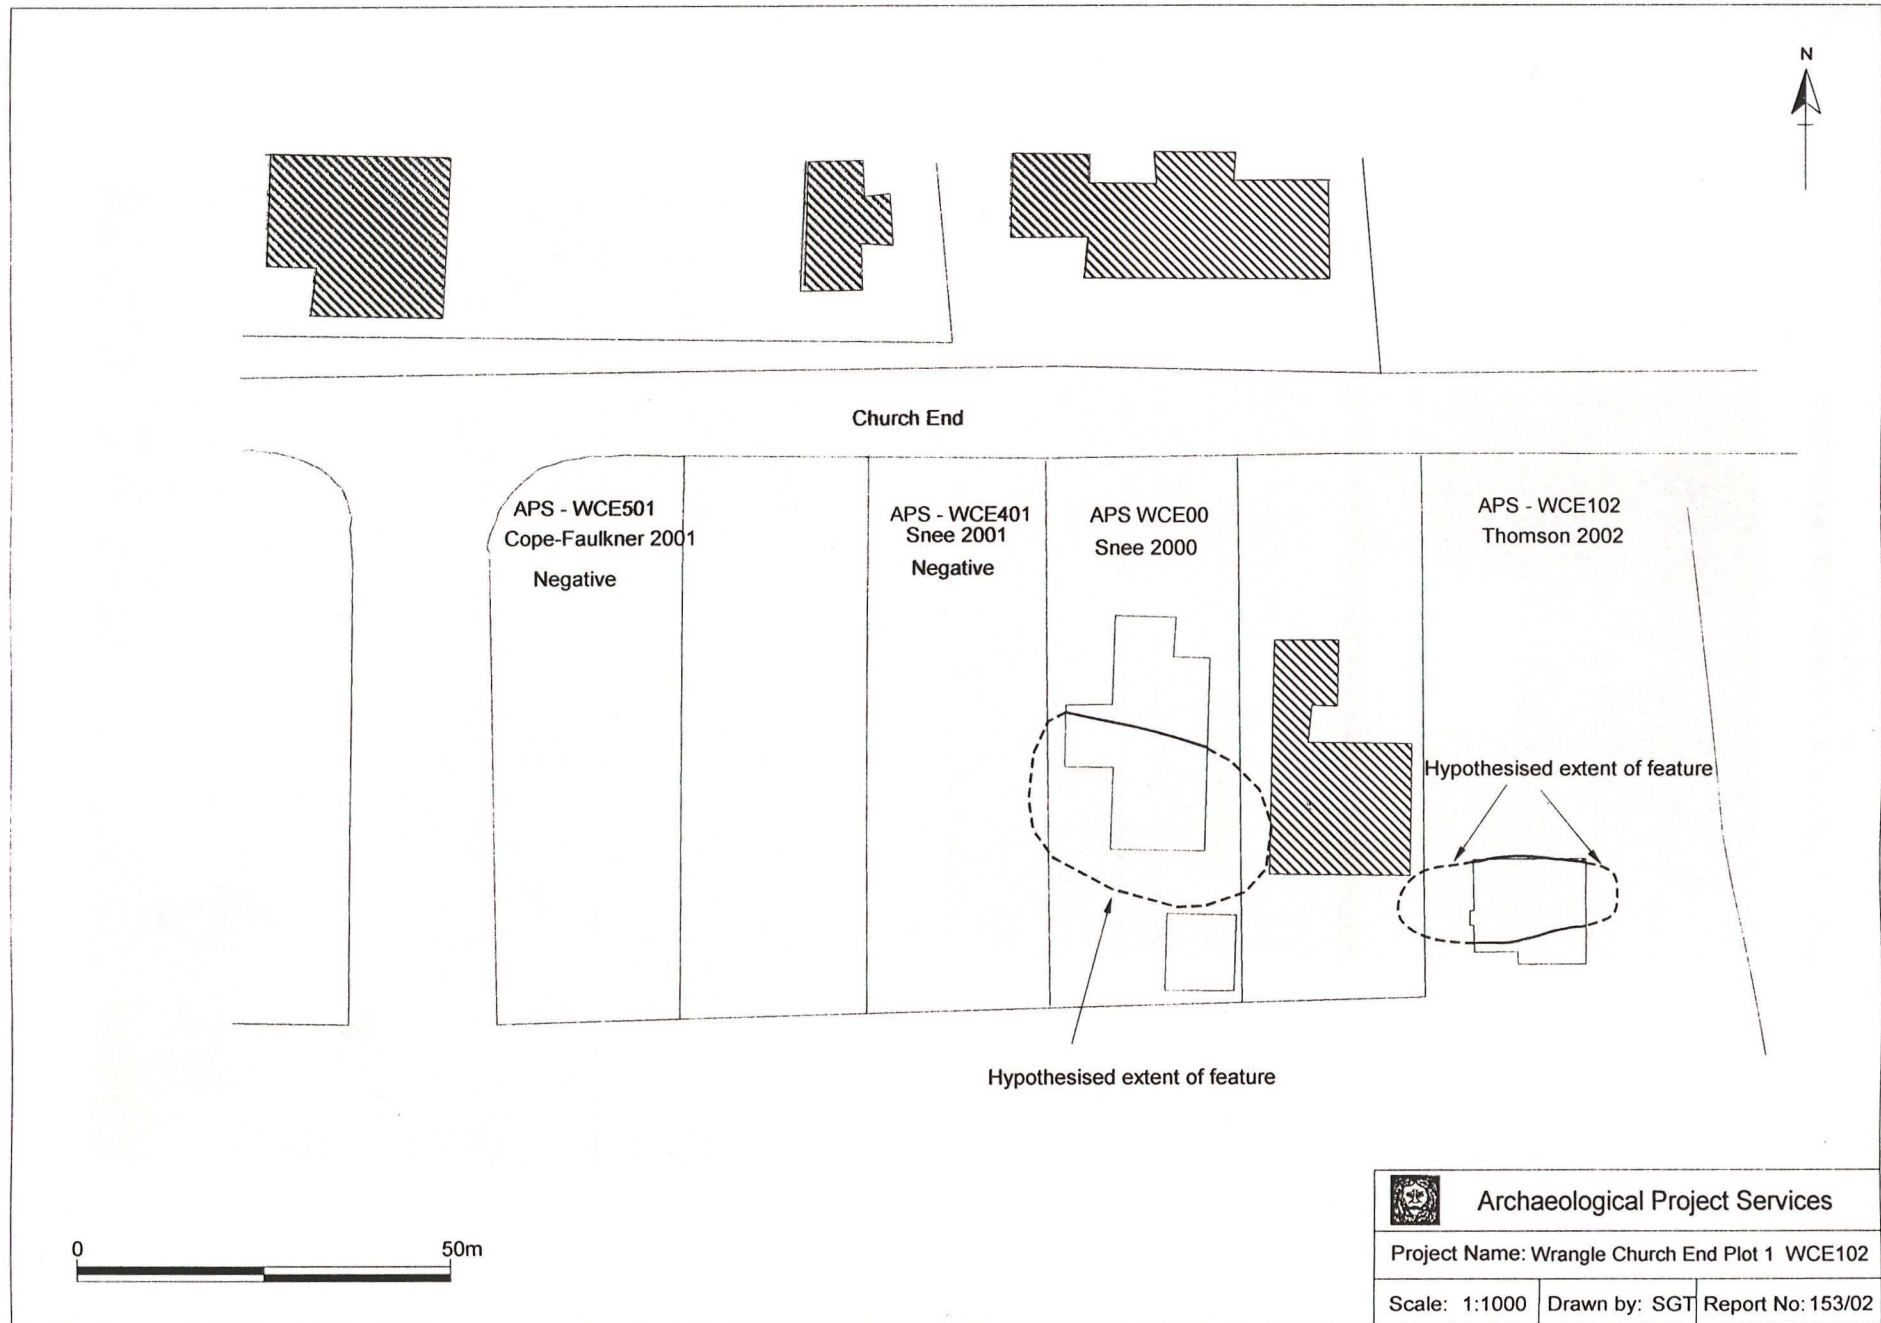 N
Church End
APS - WCE501
Cope-Faulkner 2001
Negative
APS - WCE401
Snee 2001
Negative
APS WCE00
Snee 2000
APS - WCE102
Thomson 2002
Hypothesised extent of feature
Hypothesised extent of feature
0 50m
Archaeological Project Services
Project Name: Wrangle Church End Plot 1 WCE102
Scale: 1:1000 Drawn by: SGT Report No: 153/02